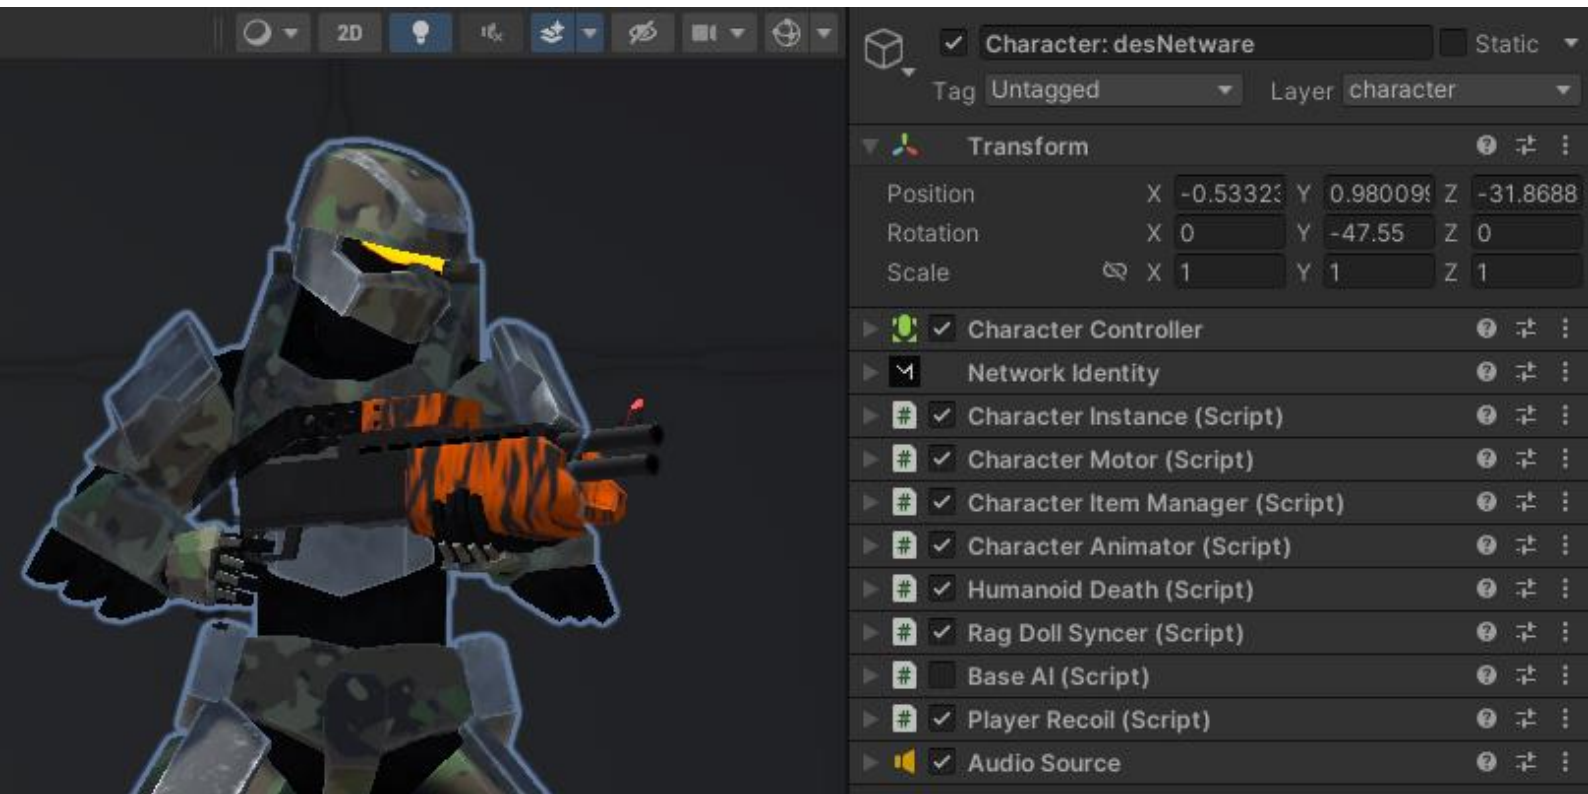 2D
Character: desNetware Static
Tag Untagged Layer character
Transform
Position X -0.53323 Y 0.980099 Z -31.8688
Rotation X 0 Y -47.55 Z 0
Scale X 1 Y 1 Z 1
Character Controller
Network Identity
Character Instance (Script)
Character Motor (Script)
Character Item Manager (Script)
Character Animator (Script)
Humanoid Death (Script)
Rag Doll Syncer (Script)
Base AI (Script)
Player Recoil (Script)
Audio Source